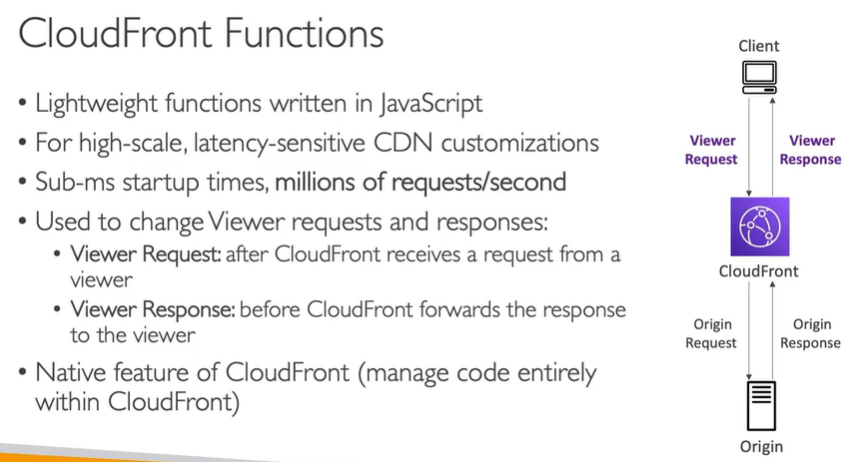 CloudFront Functions
• Lightweight functions written in JavaScript
• For high-scale, latency-sensitive CDN customizations
• Sub-ms startup times, millions of requests/second
• Used to change Viewer requests and responses:
• Viewer Request: after CloudFront receives a request from a
viewer
• Viewer Response: before CloudFront forwards the response
to the viewer
• Native feature of CloudFront (manage code entirely
within CloudFront)
Client
Viewer
Request
Viewer
Response
CloudFront
Origin
Request
Origin
Response
Origin